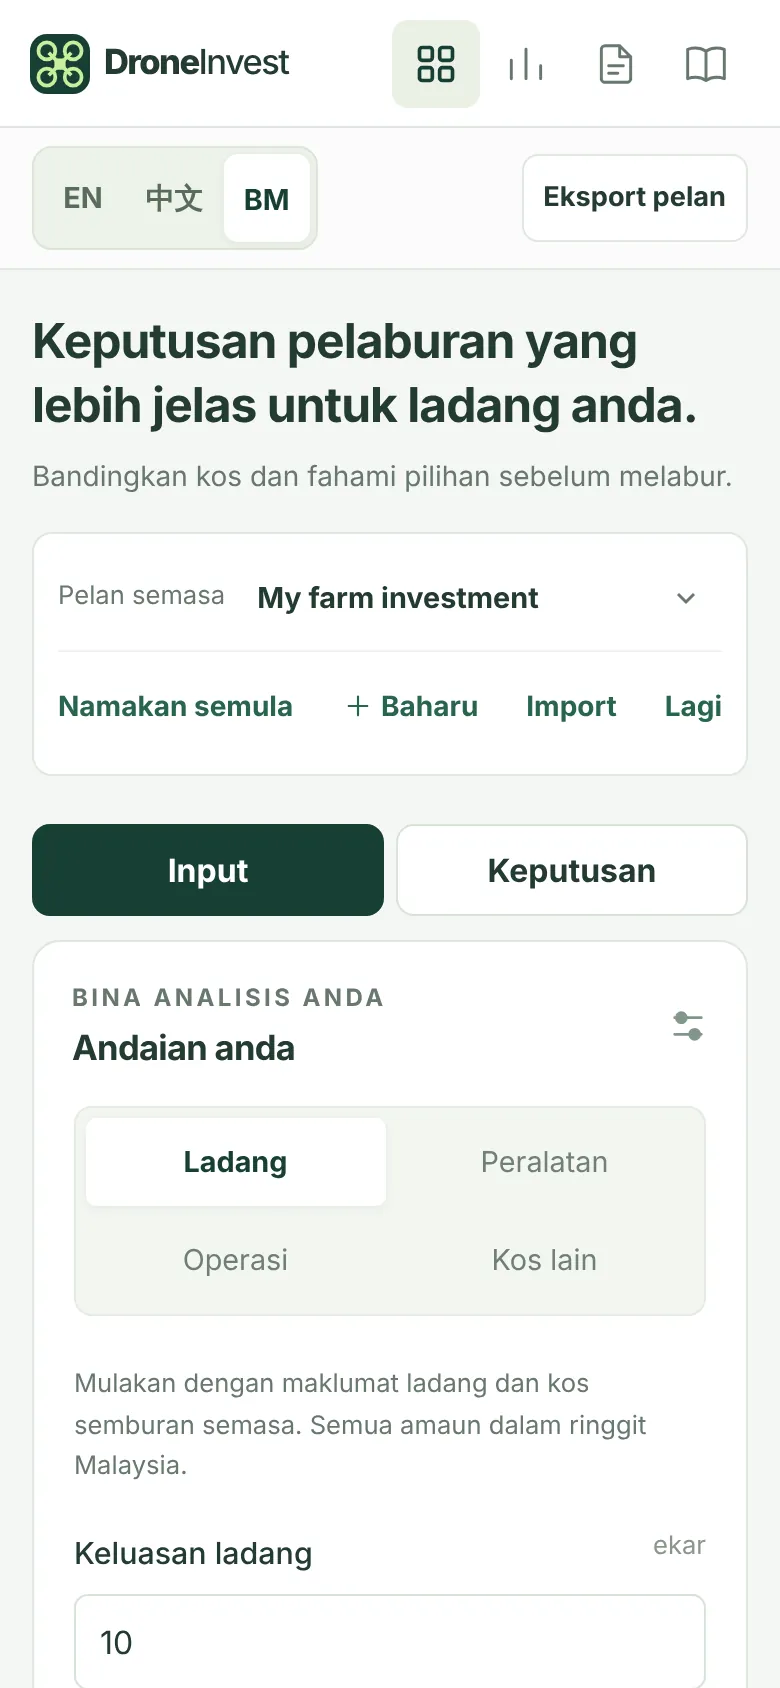 DroneInvest
EN 中文 BM
Eksport pelan
Keputusan pelaburan yang
lebih jelas untuk ladang anda.
Bandingkan kos dan fahami pilihan sebelum melabur.
Pelan semasa My farm investment
Namakan semula + Baharu Import Lagi
Input Keputusan
BINA ANALISIS ANDA
Andaian anda
Ladang Peralatan
Operasi Kos lain
Mulakan dengan maklumat ladang dan kos
semburan semasa. Semua amaun dalam ringgit
Malaysia.
Keluasan ladang ekar
10